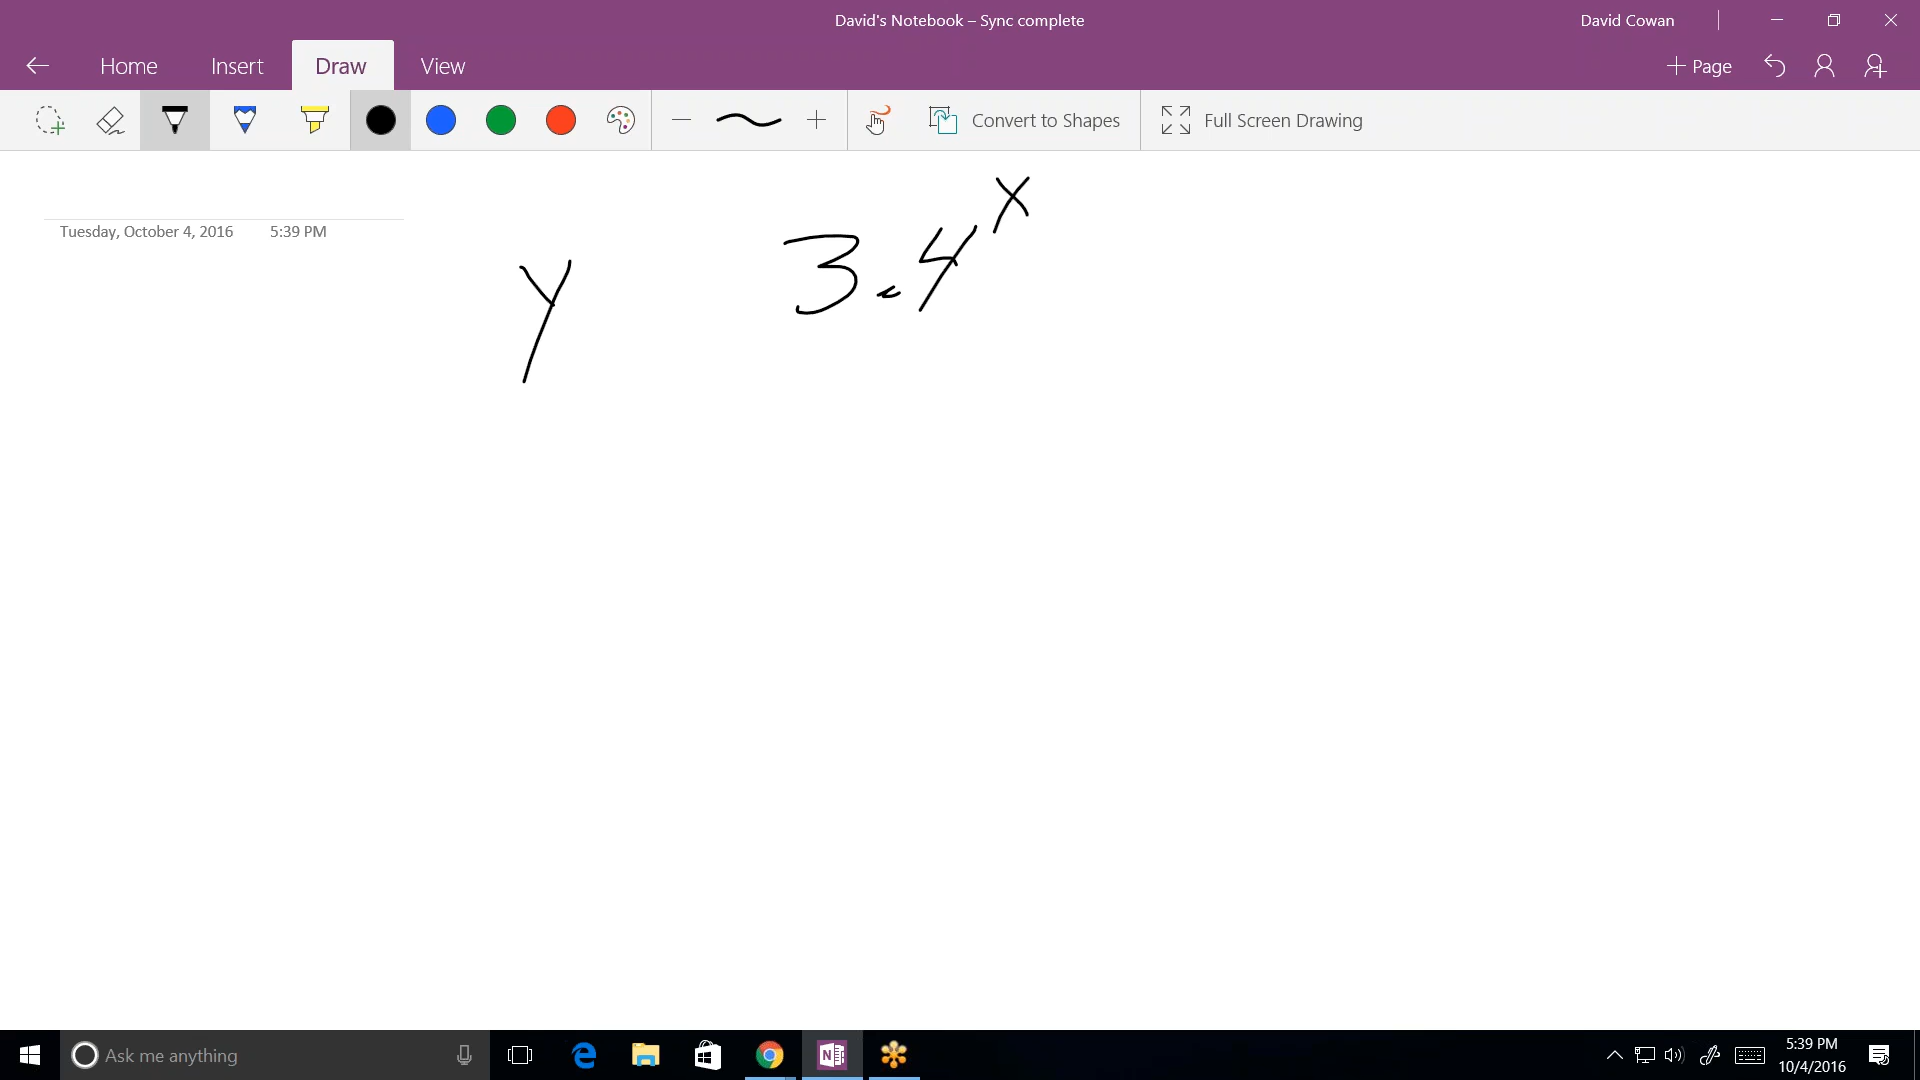 David's Notebook – Sync complete
David Cowan
Home Insert Draw View
Page
Convert to Shapes
Full Screen Drawing
Tuesday, October 4, 2016 5:39 PM
y 3.4^x
Ask me anything
5:39 PM
10/4/2016